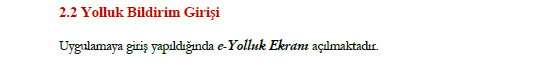 2.2 Yolluk Bildirim Girişi
Uygulamaya giriş yapıldığında e-Yolluk Ekranı açılmaktadır.